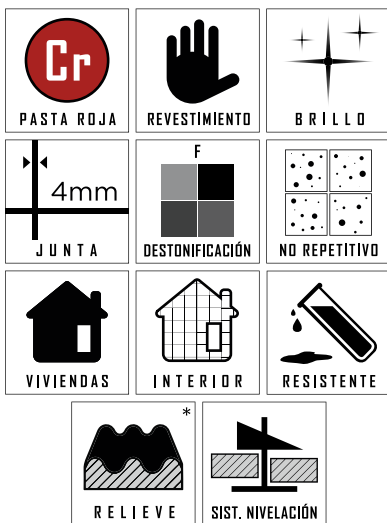 Cr
PASTA ROJA
REVESTIMIENTO
BRILLO
4mm
JUNTA
F
DESTONIFICACIÓN
NO REPETITIVO
VIVIENDAS
INTERIOR
RESISTENTE
*
RELIEVE
SIST. NIVELACIÓN